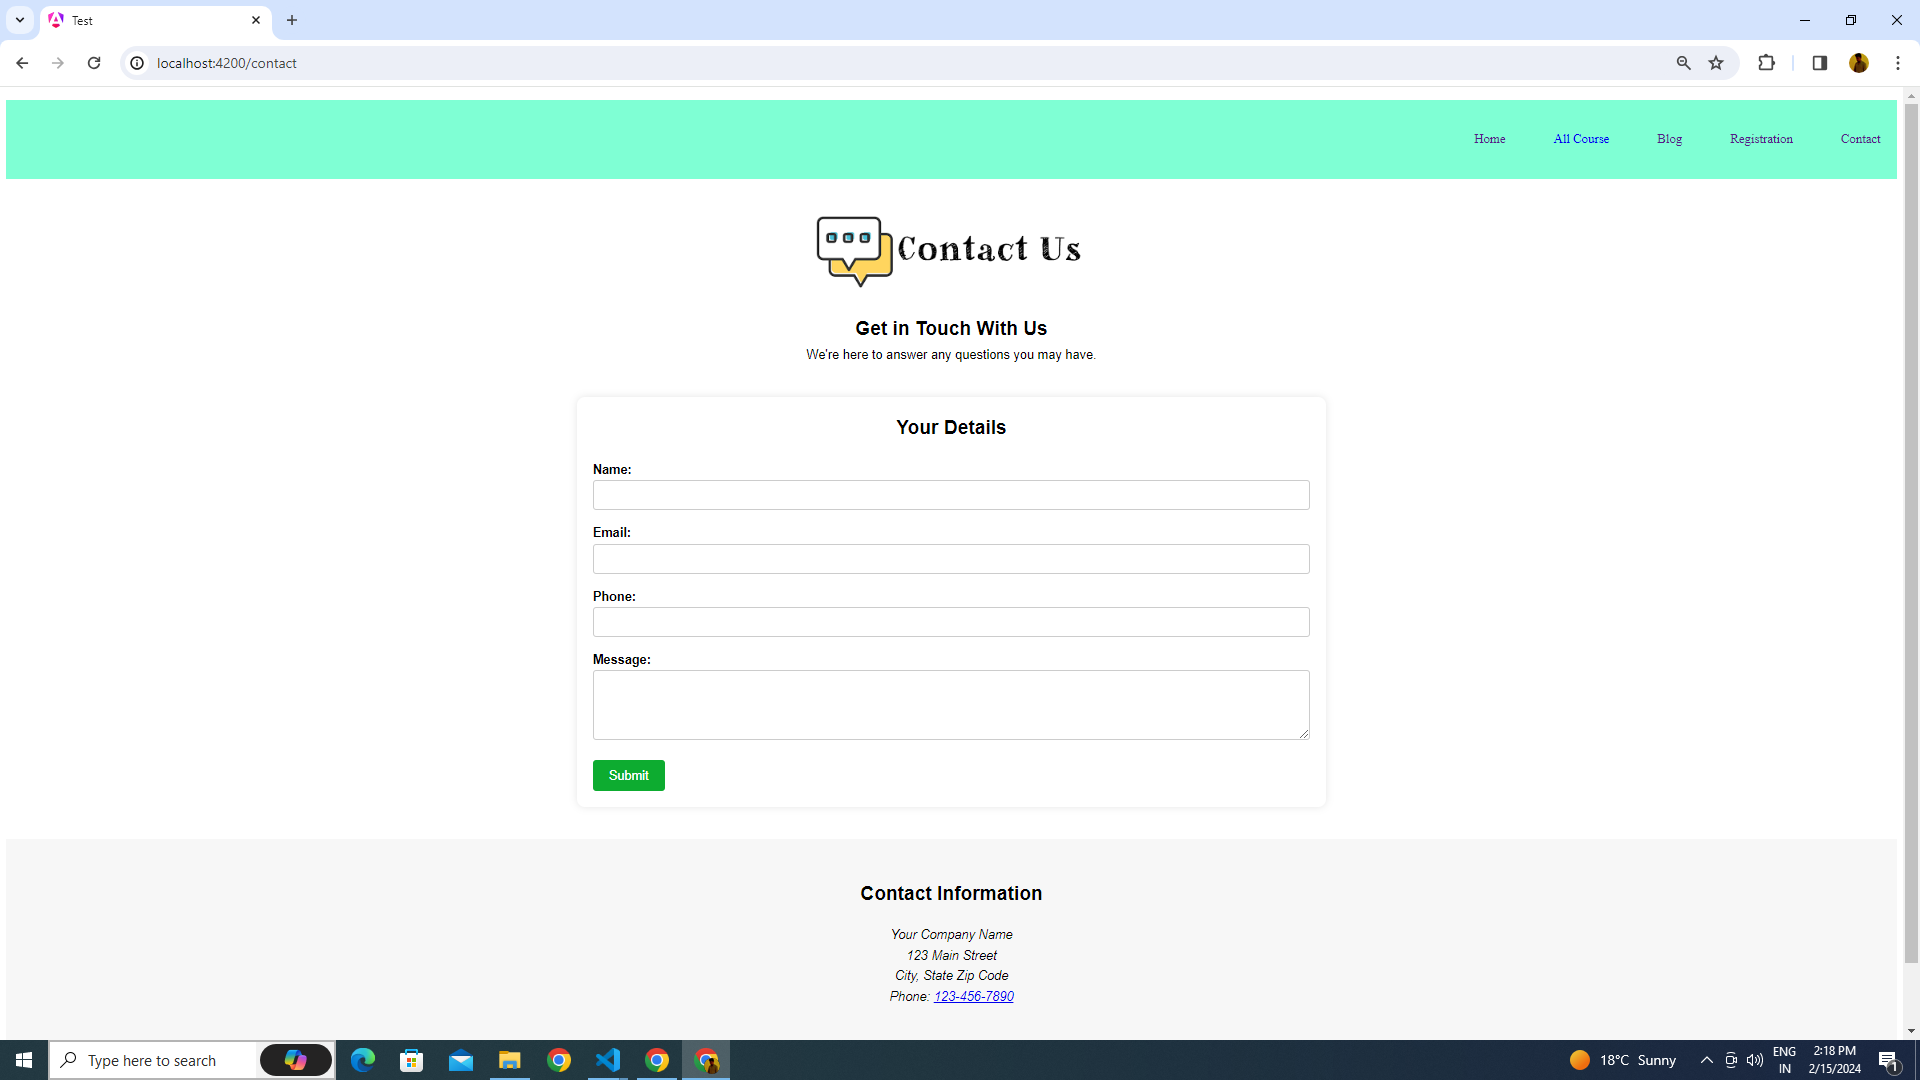 Test
localhost:4200/contact
Home All Course Blog Registration Contact
Contact Us
Get in Touch With Us
We're here to answer any questions you may have.
Your Details
Name:
Email:
Phone:
Message:
Submit
Contact Information
Your Company Name
123 Main Street
City, State Zip Code
Phone: 123-456-7890
Type here to search
18°C Sunny
ENG
IN
2:18 PM
2/15/2024
1